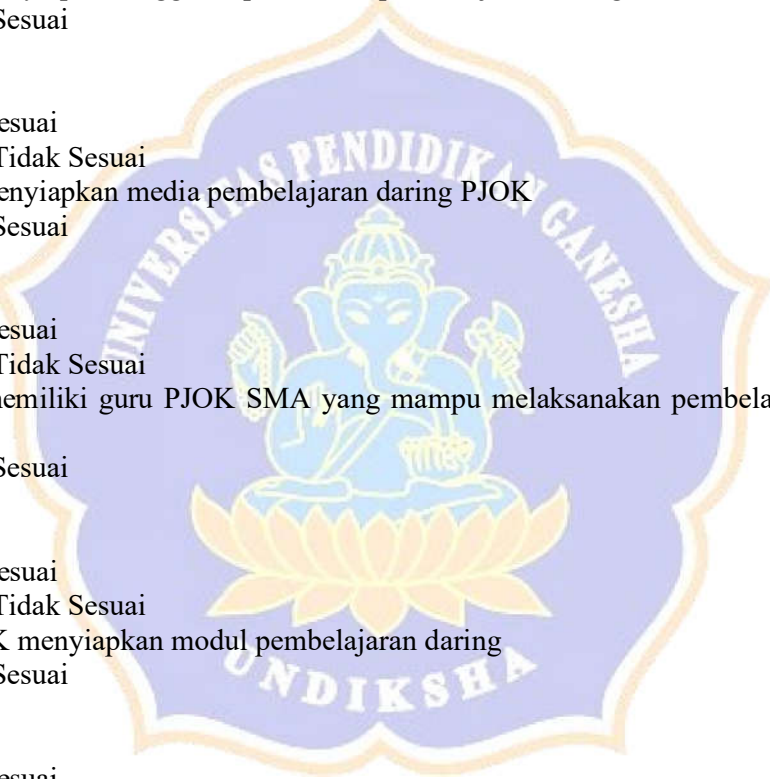 Sesuai
esuai
Tidak Sesuai
enyiapkan media pembelajaran daring PJOK
Sesuai
esuai
Tidak Sesuai
emiliki guru PJOK SMA yang mampu melaksanakan pembela
Sesuai
esuai
Tidak Sesuai
K menyiapkan modul pembelajaran daring
Sesuai
esuai
UNIVERSITAS PENDIDIKAN GANESHA
UNDIKSHA